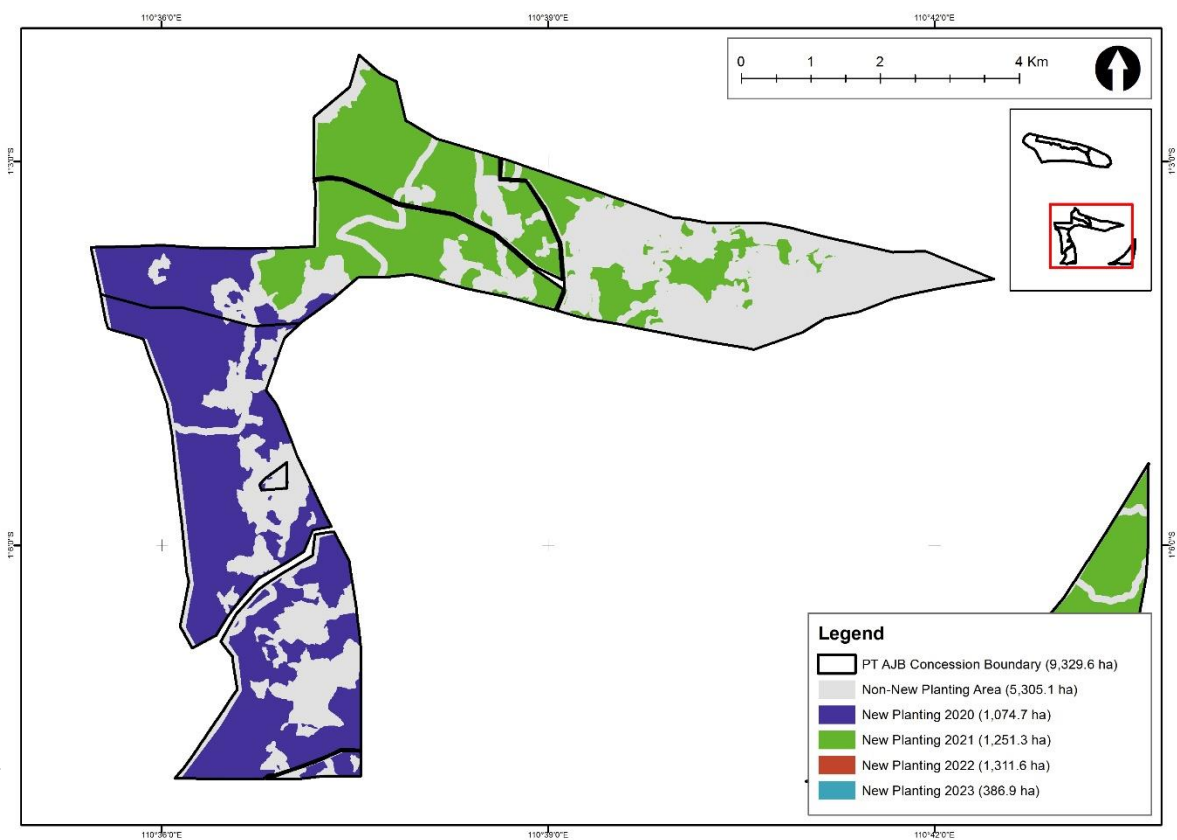 110°36'0"E 110°39'0"E 110°42'0"E
0 1 2 4 Km
1°3'0"S 1°3'0"S
1°6'0"S 1°6'0"S
Legend
PT AJB Concession Boundary (9,329.6 ha)
Non-New Planting Area (5,305.1 ha)
New Planting 2020 (1,074.7 ha)
New Planting 2021 (1,251.3 ha)
New Planting 2022 (1,311.6 ha)
New Planting 2023 (386.9 ha)
110°36'0"E 110°39'0"E 110°42'0"E